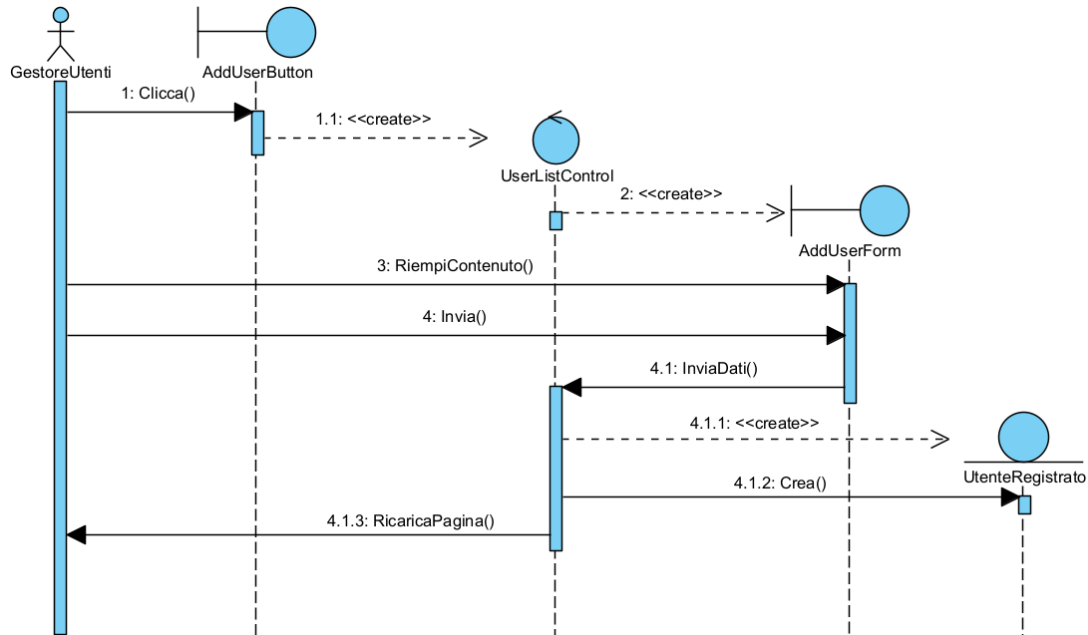 GestoreUtenti
AddUserButton
1: Clicca()
1.1: <<create>>
UserListControl
2: <<create>>
AddUserForm
3: RiempiContenuto()
4: Invia()
4.1: InviaDati()
4.1.1: <<create>>
UtenteRegistrato
4.1.2: Crea()
4.1.3: RicaricaPagina()